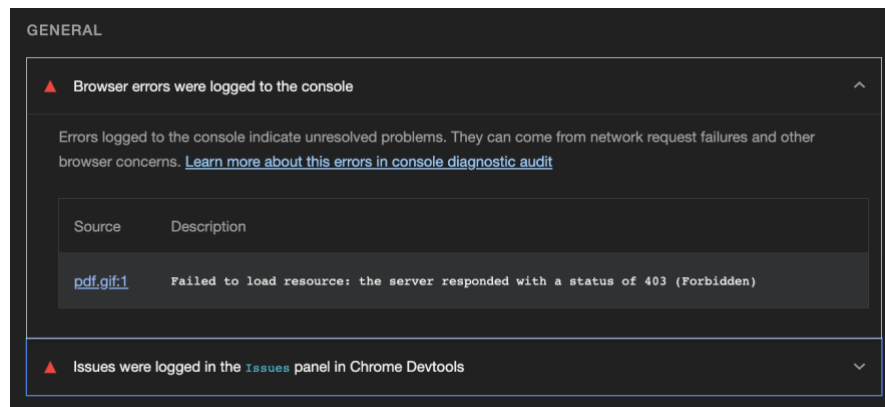 GENERAL
Browser errors were logged to the console
Errors logged to the console indicate unresolved problems. They can come from network request failures and other
browser concerns. Learn more about this errors in console diagnostic audit
Source Description
pdf.gif:1 Failed to load resource: the server responded with a status of 403 (Forbidden)
Issues were logged in the Issues panel in Chrome Devtools